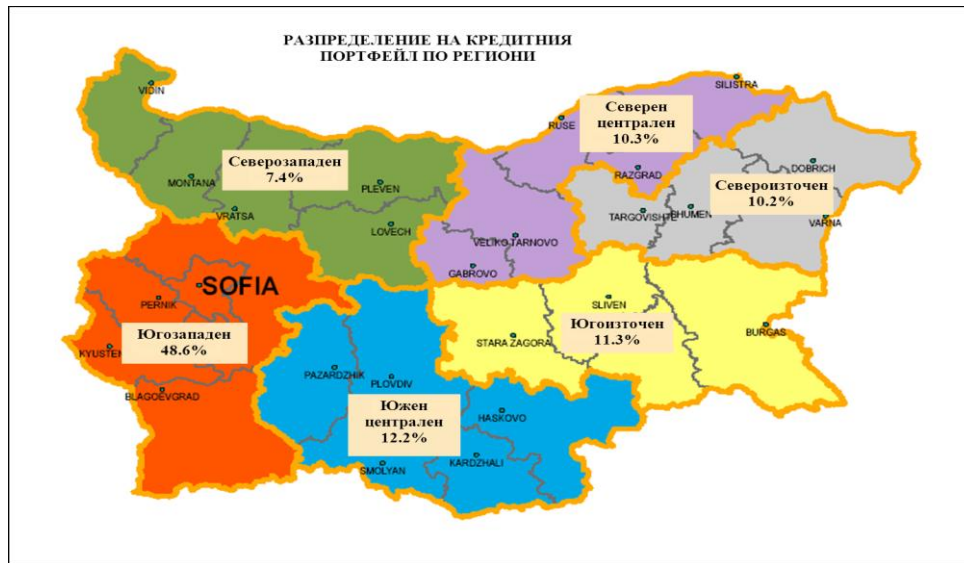 РАЗПРЕДЕЛЕНИЕ НА КРЕДИТНИЯ
ПОРТФЕЙЛ ПО РЕГИОНИ
VIDIN
SILISTRA
Северен
централен
10.3%
RUSE
Северозападен
7.4%
MONTANA
PLEVEN
RAZGRAD
DOBRICH
Североизточен
10.2%
VRATSA
LOVECH
TARGOVISHTE
SHUMEN
VARNA
VELIKO TARNOVO
GABROVO
SOFIA
PERNIK
SLIVEN
Югозападен
48.6%
Югоизточен
11.3%
BURGAS
STARA ZAGORA
KYUSTEN
PAZARDZHIK
PLOVDIV
BLAGOEVGRAD
Южен
централен
12.2%
HASKOVO
KARDZHALI
SMOLYAN